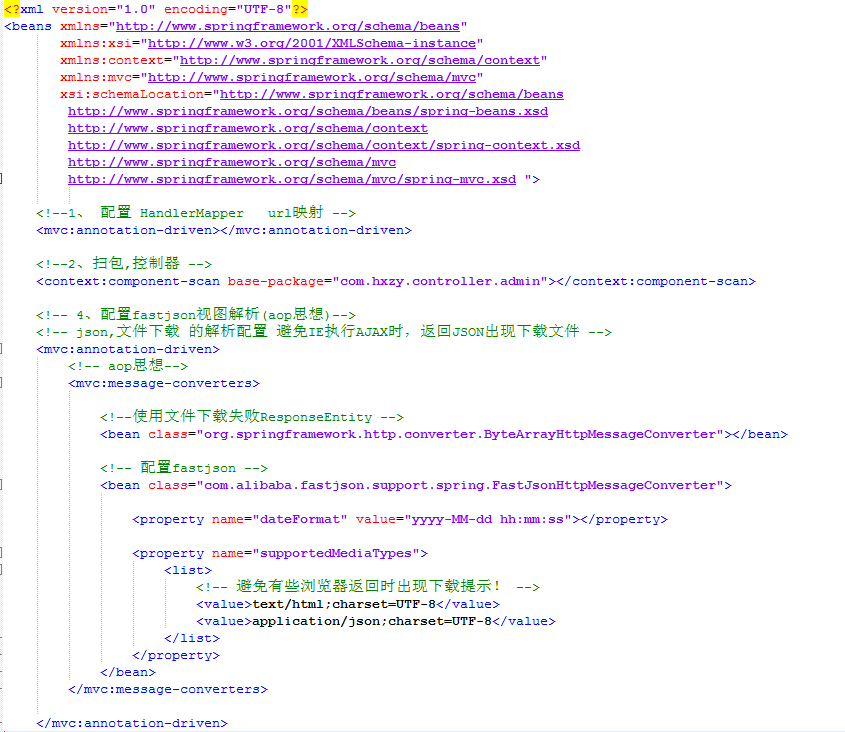 <?xml version="1.0" encoding="UTF-8"?>
<beans xmlns="http://www.springframework.org/schema/beans"
xmlns:xsi="http://www.w3.org/2001/XMLSchema-instance"
xmlns:context="http://www.springframework.org/schema/context"
xmlns:mvc="http://www.springframework.org/schema/mvc"
xsi:schemaLocation="http://www.springframework.org/schema/beans
http://www.springframework.org/schema/beans/spring-beans.xsd
http://www.springframework.org/schema/context
http://www.springframework.org/schema/context/spring-context.xsd
http://www.springframework.org/schema/mvc
http://www.springframework.org/schema/mvc/spring-mvc.xsd ">
<!--1、 配置 HandlerMapper   url映射 -->
<mvc:annotation-driven></mvc:annotation-driven>
<!--2、扫包,控制器 -->
<context:component-scan base-package="com.hxzy.controller.admin"></context:component-scan>
<!-- 4、配置fastjson视图解析(aop思想)-->
<!-- json,文件下载 的解析配置 避免IE执行AJAX时，返回JSON出现下载文件 -->
<mvc:annotation-driven>
<!-- aop思想-->
<mvc:message-converters>
<!--使用文件下载失败ResponseEntity -->
<bean class="org.springframework.http.converter.ByteArrayHttpMessageConverter"></bean>
<!-- 配置fastjson -->
<bean class="com.alibaba.fastjson.support.spring.FastJsonHttpMessageConverter">
<property name="dateFormat" value="yyyy-MM-dd hh:mm:ss"></property>
<property name="supportedMediaTypes">
<list>
<!-- 避免有些浏览器返回时出现下载提示！ -->
<value>text/html;charset=UTF-8</value>
<value>application/json;charset=UTF-8</value>
</list>
</property>
</bean>
</mvc:message-converters>
</mvc:annotation-driven>